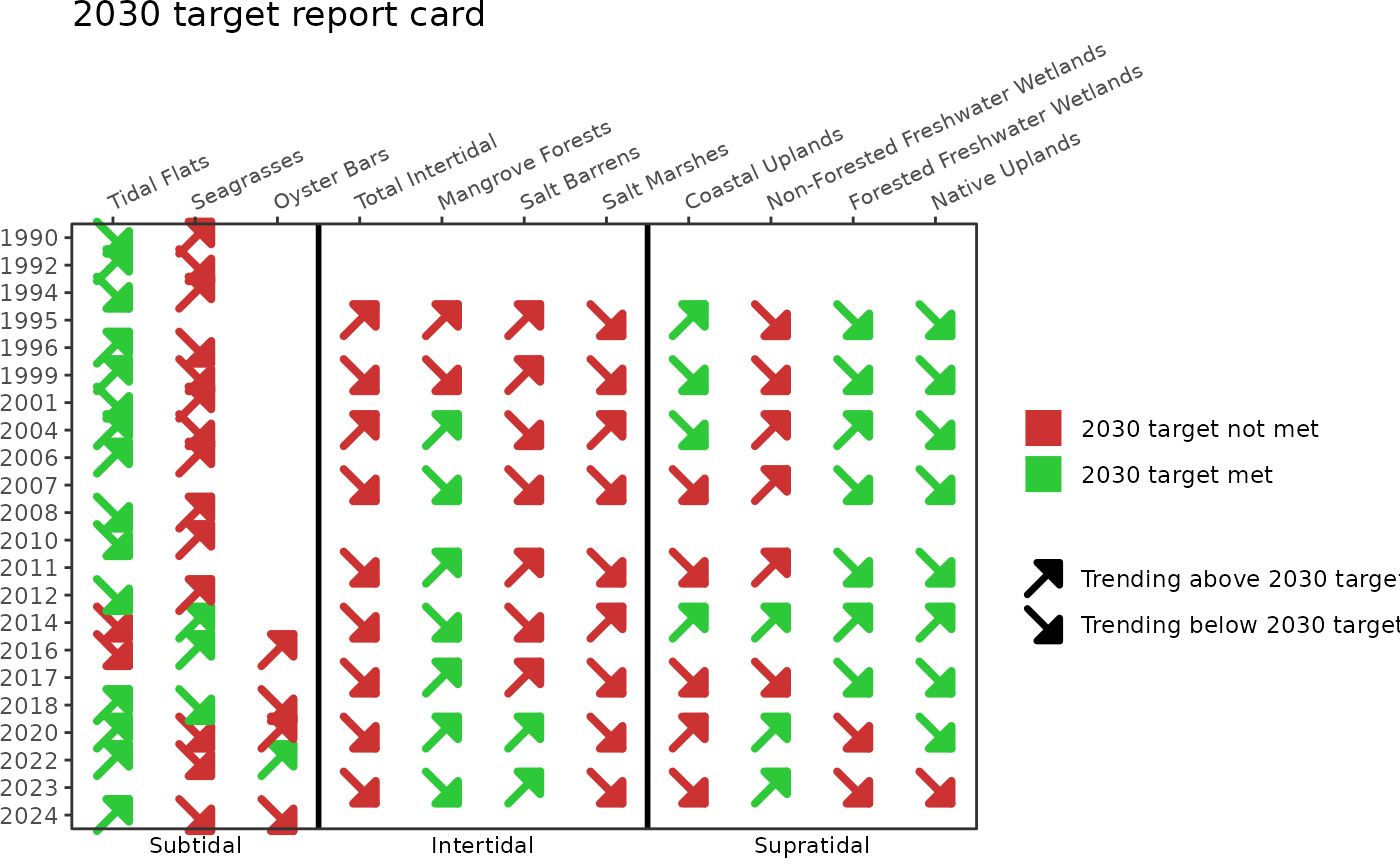 2030 target report card
Tidal Flats
Seagrasses
Oyster Bars
Total Intertidal
Mangrove Forests
Salt Barrens
Salt Marshes
Coastal Uplands
Non-Forested Freshwater Wetlands
Forested Freshwater Wetlands
Native Uplands
1990
1992
1994
1995
1996
1999
2001
2004
2006
2007
2008
2010
2011
2012
2014
2016
2017
2018
2020
2022
2023
2024
Subtidal
Intertidal
Supratidal
2030 target not met
2030 target met
Trending above 2030 targe
Trending below 2030 target